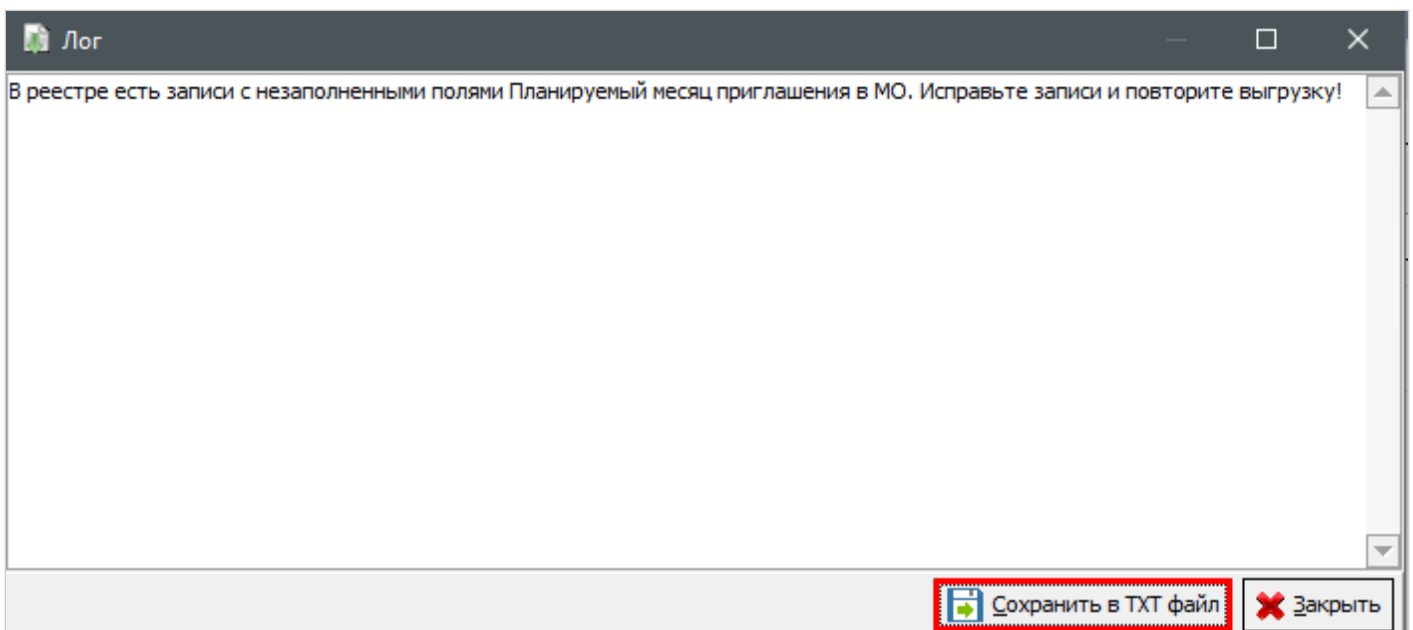 Лог
В реестре есть записи с незаполненными полями Планируемый месяц приглашения в МО. Исправьте записи и повторите выгрузку!
Сохранить в TXT файл
Закрыть